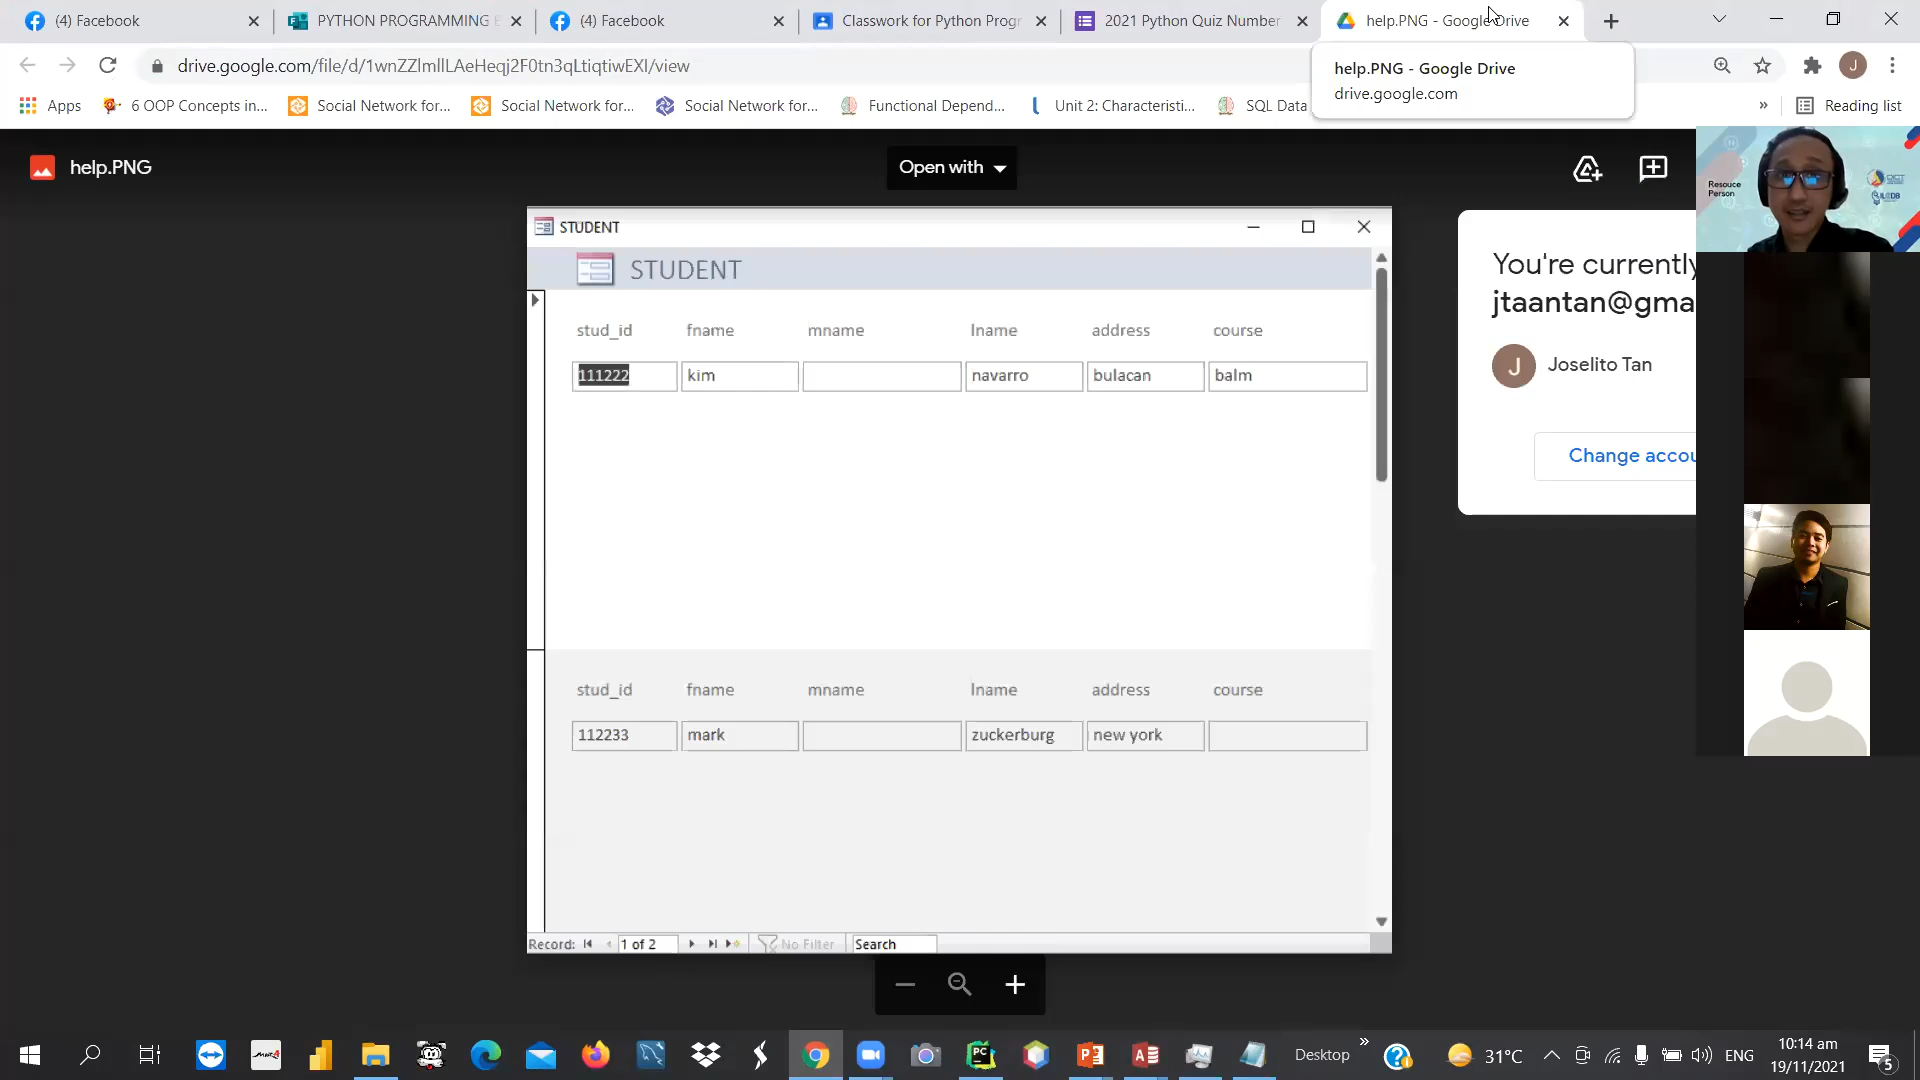 (4) Facebook
PYTHON PROGRAMMING E
(4) Facebook
Classwork for Python Progr
2021 Python Quiz Number
help.PNG - Google Drive
drive.google.com/file/d/1wnZZlmllLAeHeqj2F0tn3qLtiqtiwEXI/view
J
help.PNG - Google Drive
drive.google.com
Apps
6 OOP Concepts in...
Social Network for...
Social Network for...
Social Network for...
Functional Depend...
Unit 2: Characteristi...
SQL Data
»
Reading list
help.PNG
Open with
Resouce
Person
STUDENT
STUDENT
stud_id fname mname lname address course
111222 kim navarro bulacan balm
stud_id fname mname lname address course
112233 mark zuckerburg new york
Record: 1 of 2 No Filter Search
You're currently
jtaantan@gma
J
Joselito Tan
Change accou
Desktop
»
31°C
ENG
10:14 am
19/11/2021
5